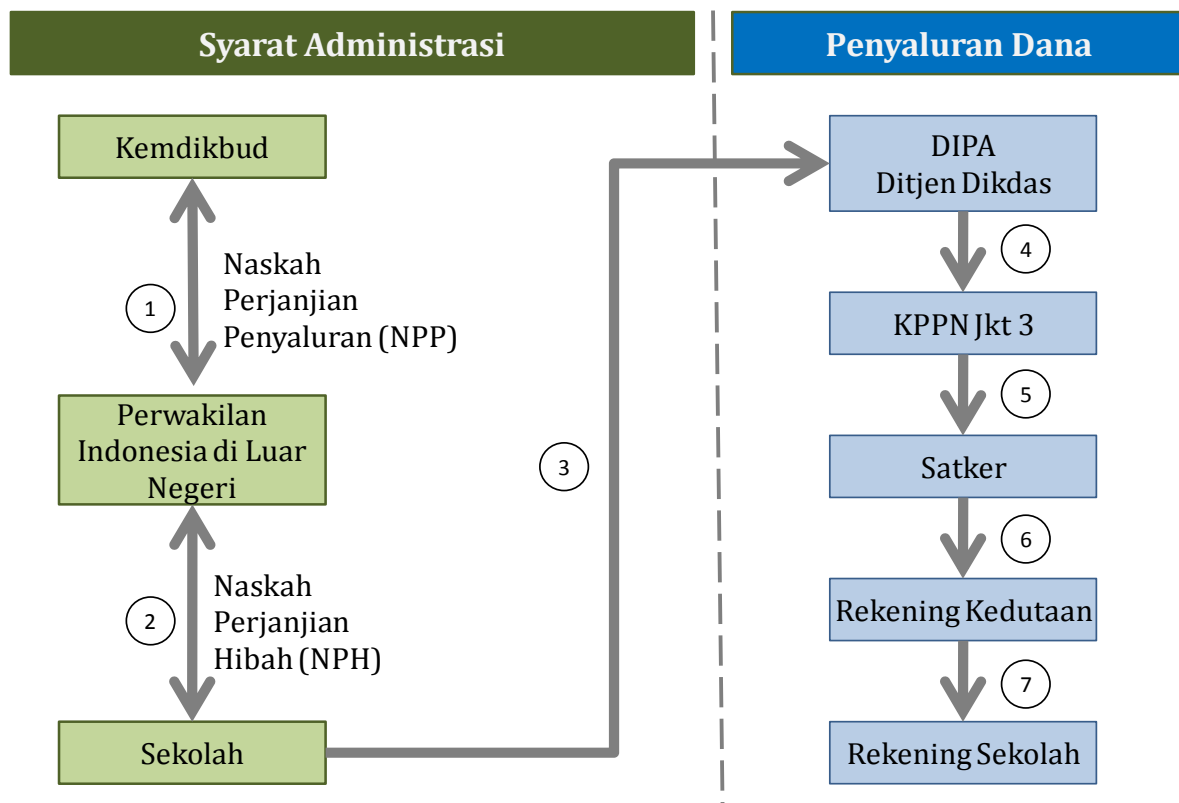 Syarat Administrasi
Penyaluran Dana
Kemdikbud
1
Naskah
Perjanjian
Penyaluran (NPP)
Perwakilan
Indonesia di Luar
Negeri
2
Naskah
Perjanjian
Hibah (NPH)
Sekolah
3
DIPA
Ditjen Dikdas
4
KPPN Jkt 3
5
Satker
6
Rekening Kedutaan
7
Rekening Sekolah